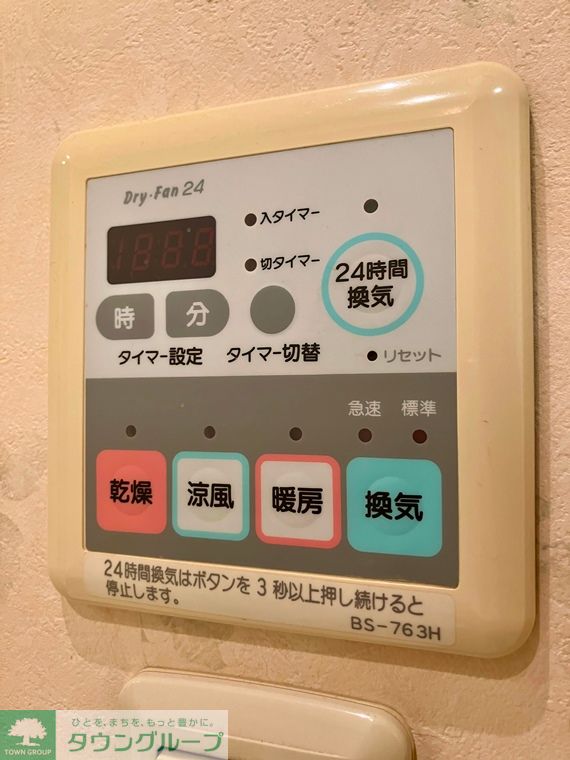 Dry・Fan 24
入タイマー
18:88
切タイマー
24時間
換気
時 分
タイマー設定 タイマー切替
リセット
急速 標準
乾燥 涼風 暖房 換気
24時間換気はボタンを3秒以上押し続けると
停止します。
BS-763H
ひとを、まちを、もっと豊かに。
TOWN GROUP タウングループ